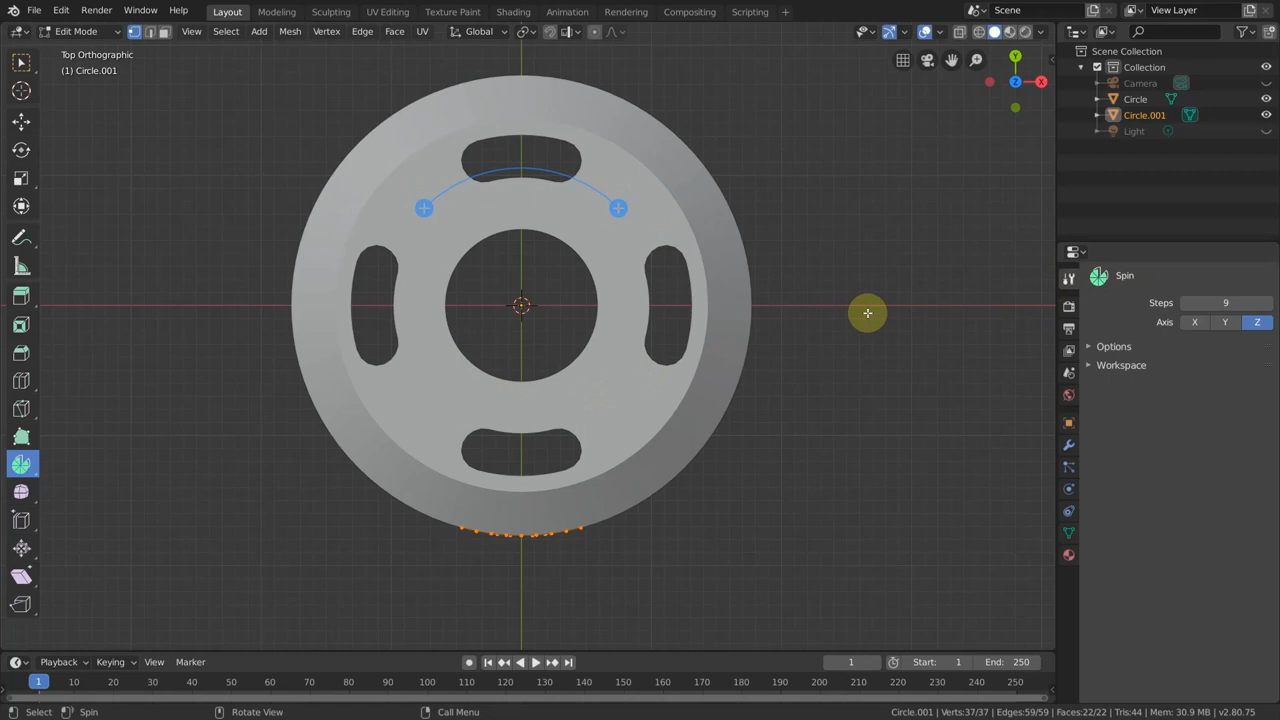 File Edit Render Window Help Layout Modeling Sculpting UV Editing Texture Paint Shading Animation Rendering Compositing Scripting + Scene View Layer
Edit Mode View Select Add Mesh Vertex Edge Face UV Global
Top Orthographic
(1) Circle.001
Y
Z
X
Scene Collection
Collection
Camera
Circle
Circle.001
Light
Spin
Steps 9
Axis X Y Z
Options
Workspace
Playback Keying View Marker 1 Start: 1 End: 250
1 10 20 30 40 50 60 70 80 90 100 110 120 130 140 150 160 170 180 190 200 210 220 230 240 250
Select Spin Rotate View Call Menu Circle.001 | Verts:37/37 | Edges:59/59 | Faces:22/22 | Tris:44 | Mem: 30.9 MB | v2.80.75